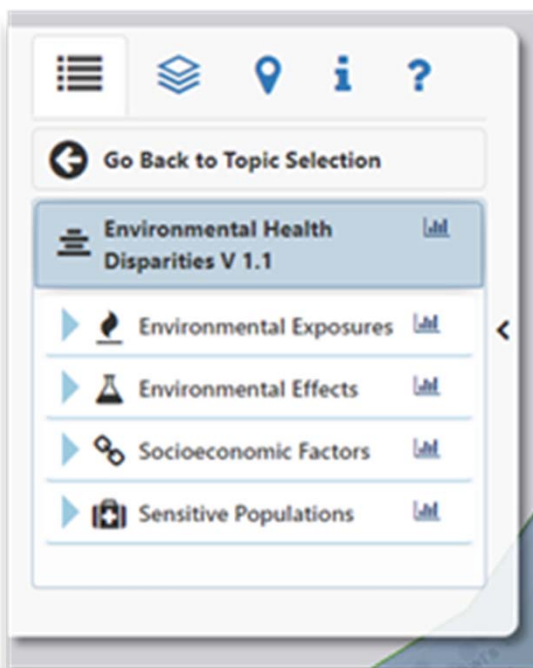 Go Back to Topic Selection
Environmental Health
Disparities V 1.1
Environmental Exposures
Environmental Effects
Socioeconomic Factors
Sensitive Populations